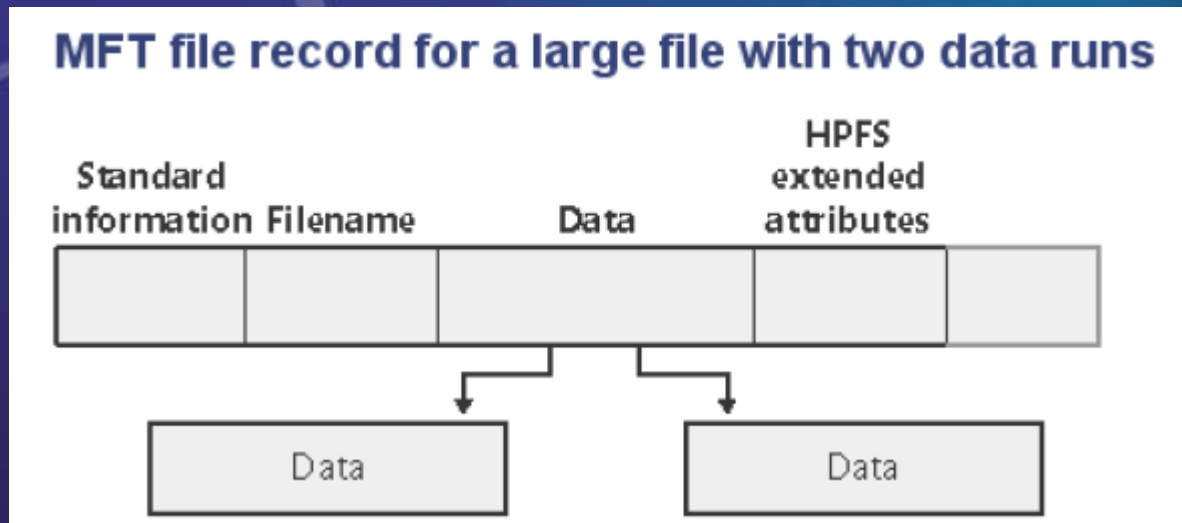 MFT file record for a large file with two data runs
HPFS
Standard extended
information Filename Data attributes
Data Data